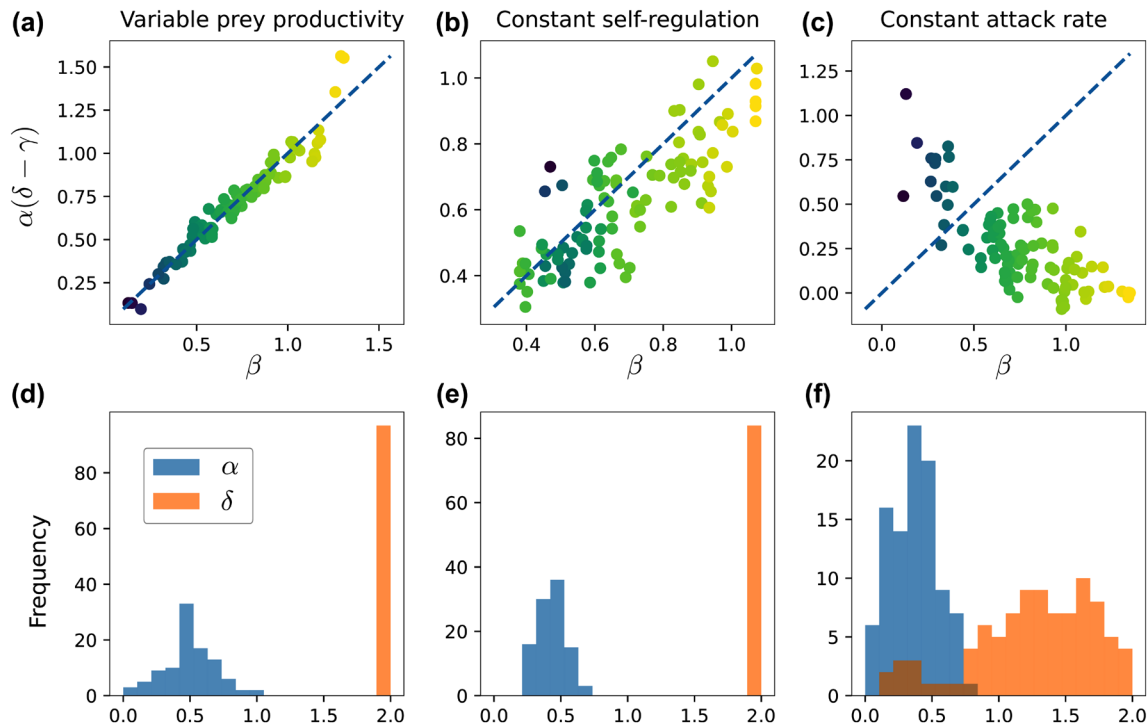 (a) Variable prey productivity
(b) Constant self-regulation
(c) Constant attack rate
α(δ − γ)
1.50
1.25
1.00
0.75
0.50
0.25
0.5 1.0 1.5
β
1.0
0.8
0.6
0.4
0.4 0.6 0.8 1.0
β
1.25
1.00
0.75
0.50
0.25
0.00
0.0 0.5 1.0
β
(d)
Frequency
80
60
40
20
0
α
δ
0.0 0.5 1.0 1.5 2.0
(e)
80
60
40
20
0
0.0 0.5 1.0 1.5 2.0
(f)
20
15
10
5
0
0.0 0.5 1.0 1.5 2.0